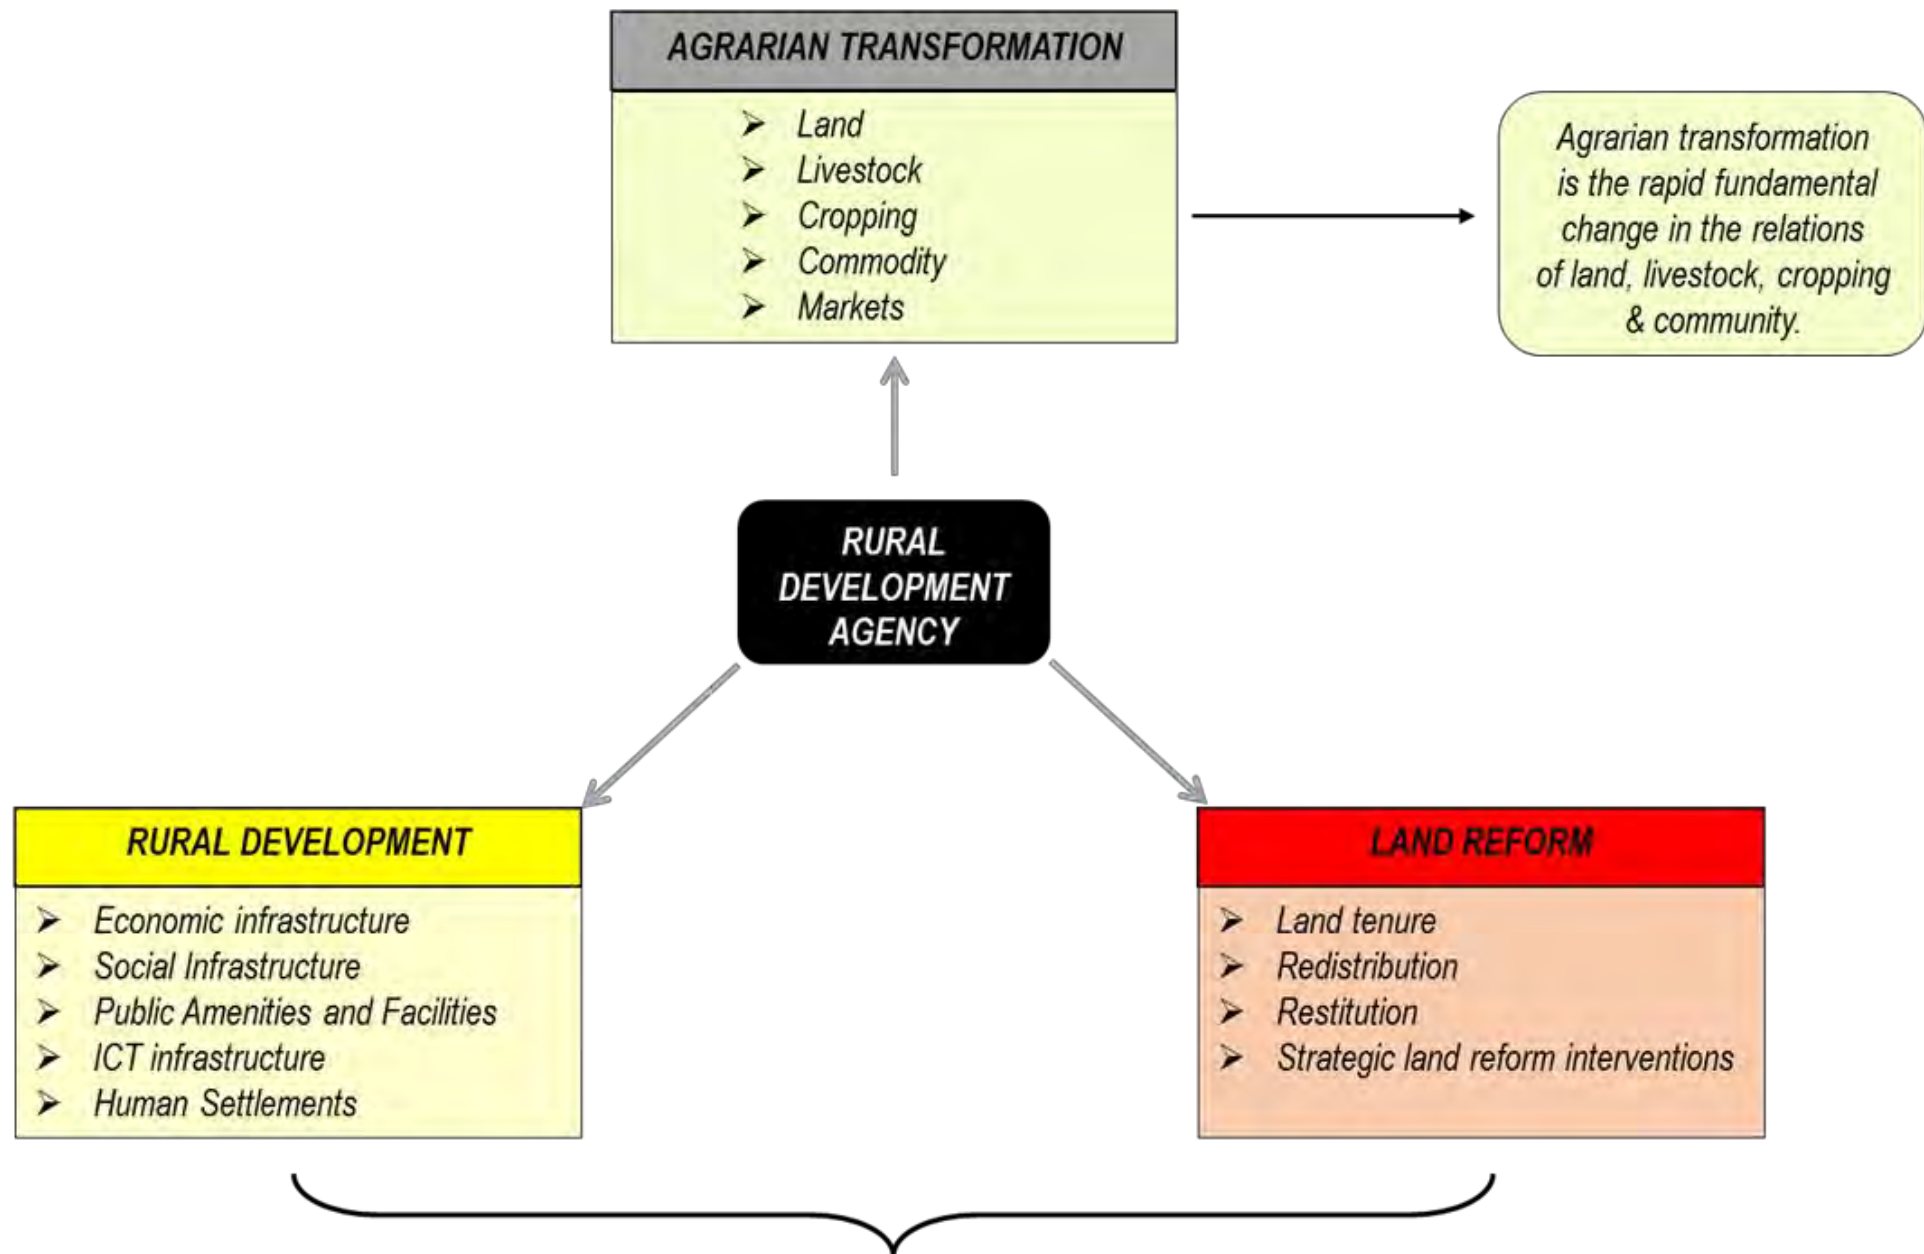 AGRARIAN TRANSFORMATION
➢ Land
➢ Livestock
➢ Cropping
➢ Commodity
➢ Markets
Agrarian transformation
is the rapid fundamental
change in the relations
of land, livestock, cropping
& community.
RURAL
DEVELOPMENT
AGENCY
RURAL DEVELOPMENT
➢ Economic infrastructure
➢ Social Infrastructure
➢ Public Amenities and Facilities
➢ ICT infrastructure
➢ Human Settlements
LAND REFORM
➢ Land tenure
➢ Redistribution
➢ Restitution
➢ Strategic land reform interventions